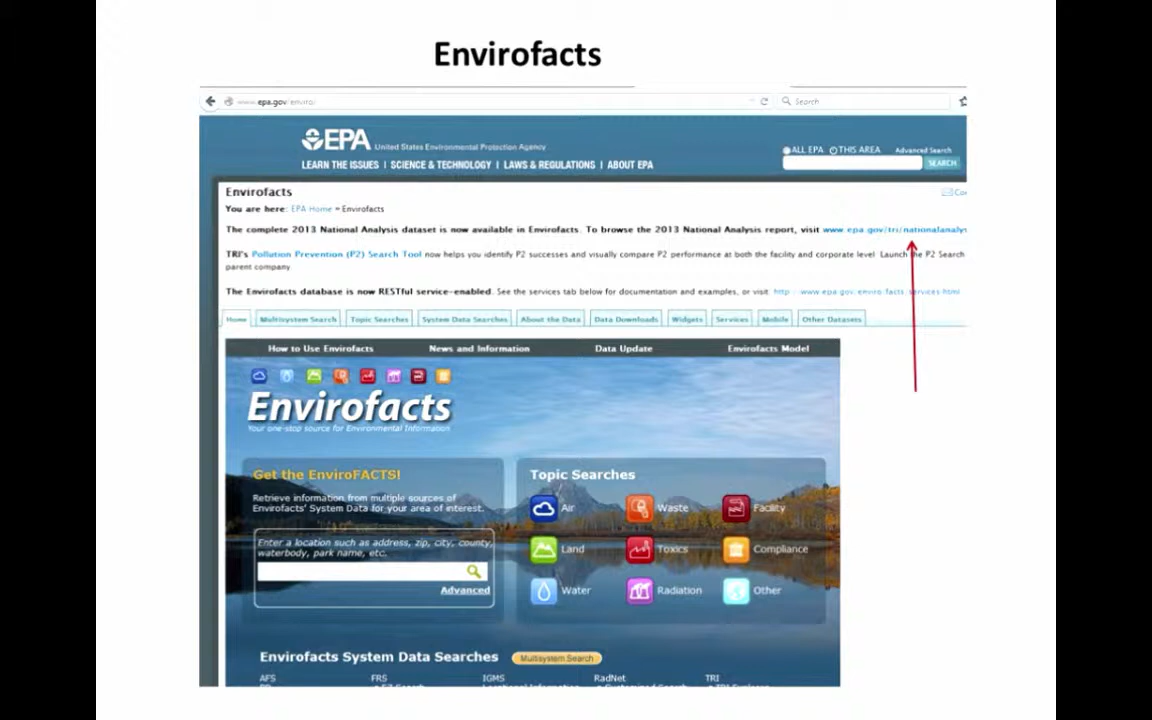 Envirofacts
www.epa.gov/enviro/
Search
EPA United States Environmental Protection Agency
LEARN THE ISSUES | SCIENCE & TECHNOLOGY | LAWS & REGULATIONS | ABOUT EPA
ALL EPA THIS AREA Advanced Search
SEARCH
Envirofacts
You are here: EPA Home » Envirofacts
The complete 2013 National Analysis dataset is now available in Envirofacts. To browse the 2013 National Analysis report, visit www.epa.gov/tri/nationalanalys
TRI's Pollution Prevention (P2) Search Tool now helps you identify P2 successes and visually compare P2 performance at both the facility and corporate level. Launch the P2 Search
parent company
The Envirofacts database is now RESTful service-enabled. See the services tab below for documentation and examples, or visit
Home Multisystem Search Topic Searches System Data Searches About the Data Data Downloads Widgets Services Mobile Other Datasets
How to Use Envirofacts News and Information Data Update Envirofacts Model
Envirofacts
Your one-stop source for Environmental Information
Get the EnviroFACTS!
Retrieve information from multiple sources of
Envirofacts' System Data for your area of interest.
Enter a location such as address, zip, city, county,
waterbody, park name, etc.
Advanced
Topic Searches
Air Waste Facility
Land Toxics Compliance
Water Radiation Other
Envirofacts System Data Searches Multisystem Search
AFS FRS IGMS RadNet TRI